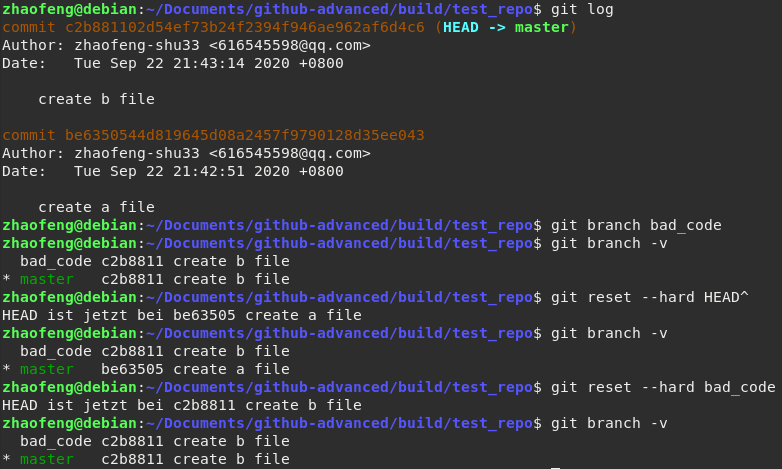 zhaofeng@debian:~/Documents/github-advanced/build/test_repo$ git log
commit c2b881102d54ef73b24f2394f946ae962af6d4c6 (HEAD -> master)
Author: zhaofeng-shu33 <616545598@qq.com>
Date:   Tue Sep 22 21:43:14 2020 +0800
    create b file
commit be6350544d819645d08a2457f9790128d35ee043
Author: zhaofeng-shu33 <616545598@qq.com>
Date:   Tue Sep 22 21:42:51 2020 +0800
    create a file
zhaofeng@debian:~/Documents/github-advanced/build/test_repo$ git branch bad_code
zhaofeng@debian:~/Documents/github-advanced/build/test_repo$ git branch -v
  bad_code c2b8811 create b file
* master   c2b8811 create b file
zhaofeng@debian:~/Documents/github-advanced/build/test_repo$ git reset --hard HEAD^
HEAD ist jetzt bei be63505 create a file
zhaofeng@debian:~/Documents/github-advanced/build/test_repo$ git branch -v
  bad_code c2b8811 create b file
* master   be63505 create a file
zhaofeng@debian:~/Documents/github-advanced/build/test_repo$ git reset --hard bad_code
HEAD ist jetzt bei c2b8811 create b file
zhaofeng@debian:~/Documents/github-advanced/build/test_repo$ git branch -v
  bad_code c2b8811 create b file
* master   c2b8811 create b file